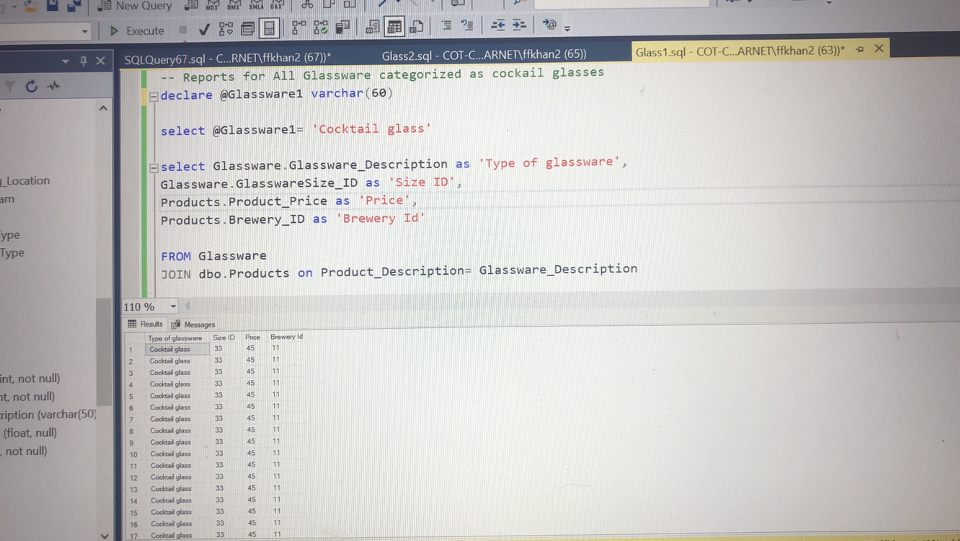 New Query
Execute
SQLQuery67.sql - C...RNET\ffkhan2 (67))*
Glass2.sql - COT-C...ARNET\ffkhan2 (65))
Glass1.sql - COT-C...ARNET\ffkhan2 (63))*
-- Reports for All Glassware categorized as cockail glasses
declare @Glassware1 varchar(60)
select @Glassware1= 'Cocktail glass'
select Glassware.Glassware_Description as 'Type of glassware',
Glassware.GlasswareSize_ID as 'Size ID',
Products.Product_Price as 'Price',
Products.Brewery_ID as 'Brewery Id'
FROM Glassware
JOIN dbo.Products on Product_Description= Glassware_Description
_Location
am
ype
Type
int, not null)
nt, not null)
ription (varchar(50)
(float, null)
, not null)
110 %
Results Messages
Type of glassware Size ID Price Brewery Id
1 Cocktail glass 33 45 11
2 Cocktail glass 33 45 11
3 Cocktail glass 33 45 11
4 Cocktail glass 33 45 11
5 Cocktail glass 33 45 11
6 Cocktail glass 33 45 11
7 Cocktail glass 33 45 11
8 Cocktail glass 33 45 11
9 Cocktail glass 33 45 11
10 Cocktail glass 33 45 11
11 Cocktail glass 33 45 11
12 Cocktail glass 33 45 11
13 Cocktail glass 33 45 11
14 Cocktail glass 33 45 11
15 Cocktail glass 33 45 11
16 Cocktail glass 33 45 11
17 Cocktail glass 33 45 11